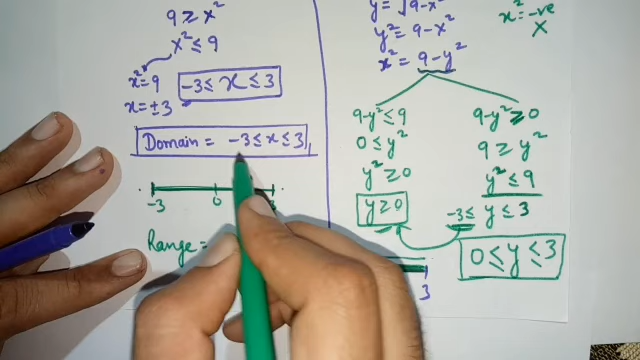 9 ≥ x²
x² ≤ 9
x² = 9
x = ±3
-3 ≤ x ≤ 3
Domain = -3 ≤ x ≤ 3
-3 0 3
Range =
y = √9-x²
y² = 9-x²
x² = 9-y²
x² = -ve
X
9-y² ≤ 9
0 ≤ y²
y² ≥ 0
y ≥ 0
9-y² ≥ 0
9 ≥ y²
y² ≤ 9
-3 ≤ y ≤ 3
0 ≤ y ≤ 3
3